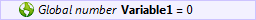 Global number Variable1 = 0